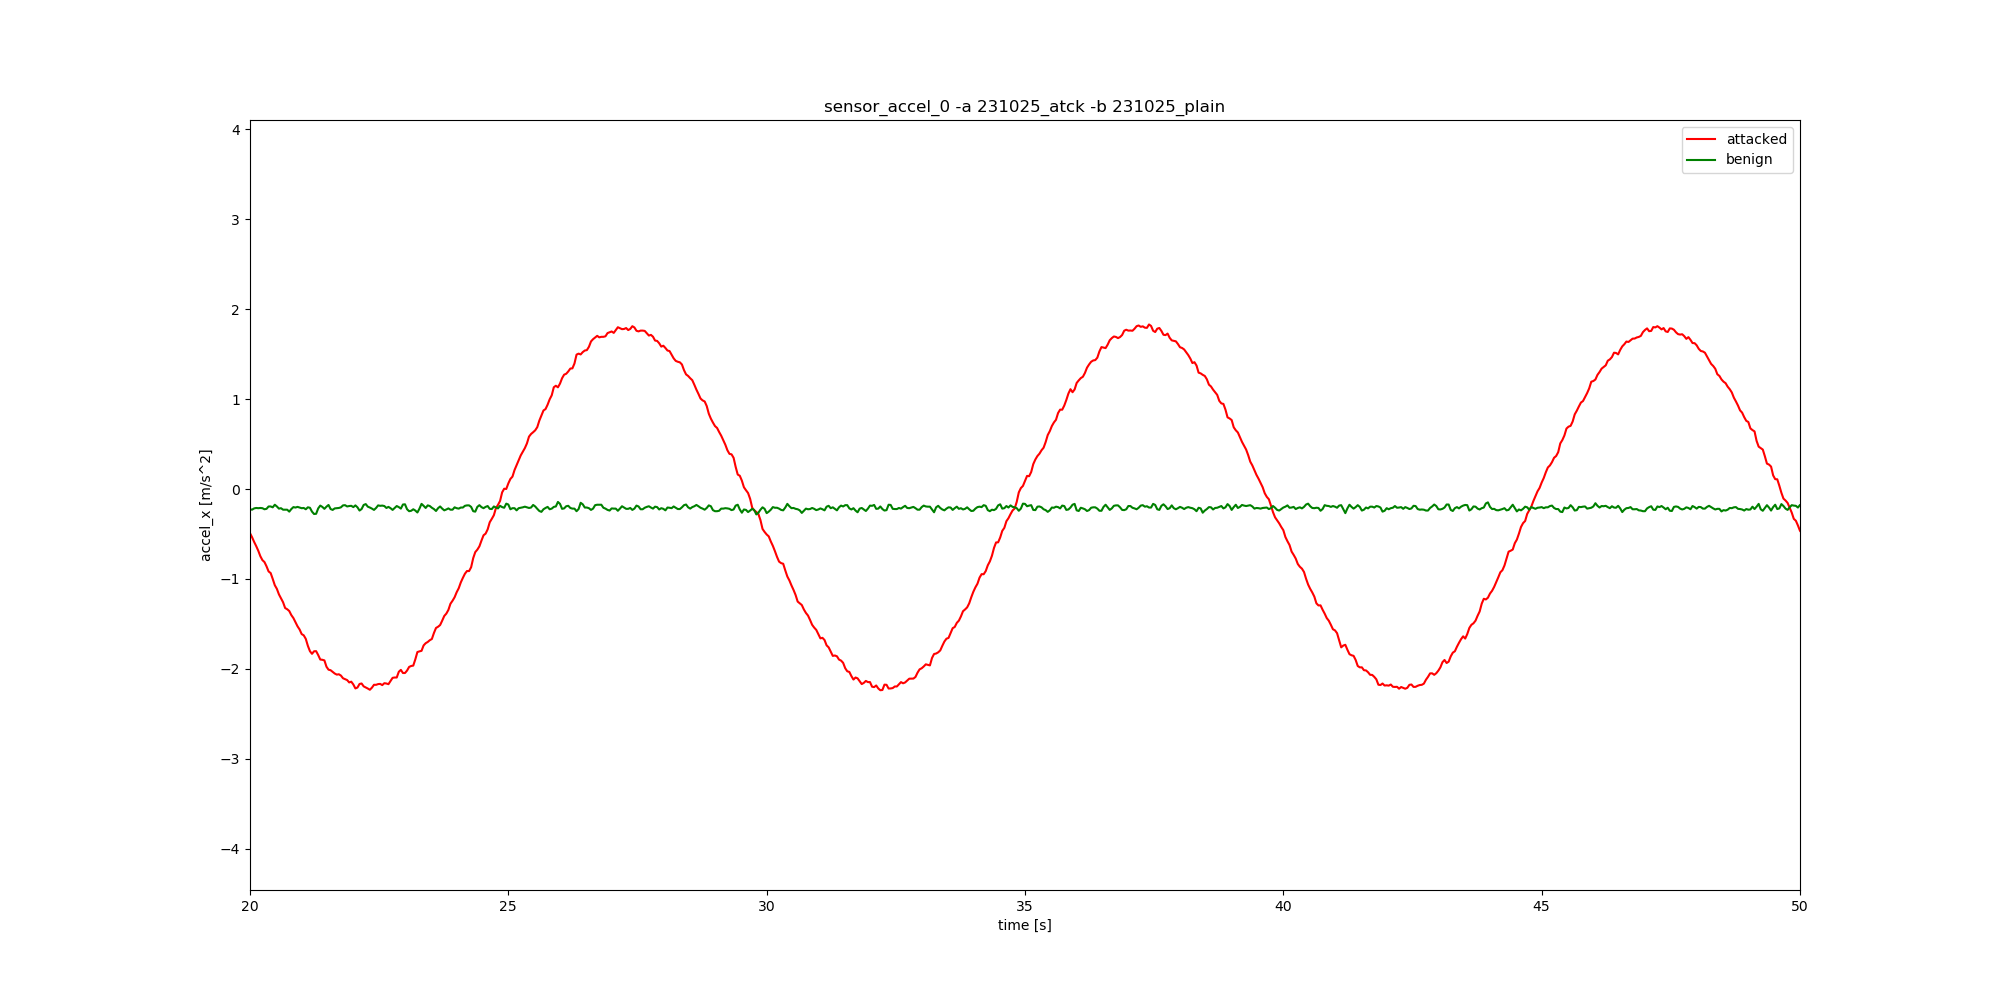 sensor_accel_0 -a 231025_atck -b 231025_plain
attacked
benign
accel_x [m/s^2]
4
3
2
1
0
−1
−2
−3
−4
20 25 30 35 40 45 50
time [s]